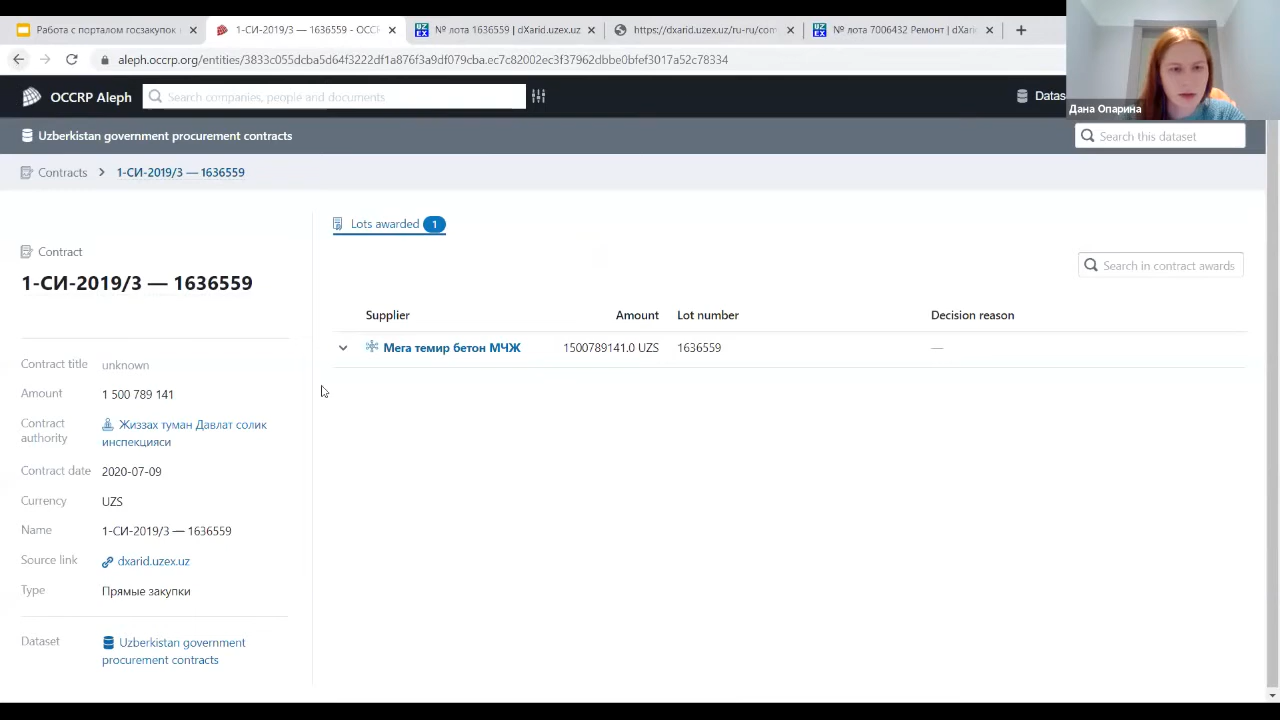 Работа с порталом госзакупок
1-СИ-2019/3 — 1636559 - OCCR
№ лота 1636559 | dXarid.uzex.uz
https://dxarid.uzex.uz/ru-ru/com
№ лота 7006432 Ремонт | dXari
aleph.occrp.org/entities/3833c055dcba5d64f3222df1a876f3a9df079cba.ec7c82002ec3f37962dbbe0bfef3017a52c78334
OCCRP Aleph
Search companies, people and documents
Datas
Дана Опарина
Uzberkistan government procurement contracts
Search this dataset
Contracts
1-СИ-2019/3 — 1636559
Lots awarded 1
Contract
Search in contract awards
1-СИ-2019/3 — 1636559
Supplier Amount Lot number Decision reason
Мега темир бетон МЧЖ 1500789141.0 UZS 1636559 —
Contract title unknown
Amount 1 500 789 141
Contract authority Жиззах туман Давлат солик
инспекцияси
Contract date 2020-07-09
Currency UZS
Name 1-СИ-2019/3 — 1636559
Source link dxarid.uzex.uz
Type Прямые закупки
Dataset Uzberkistan government
procurement contracts